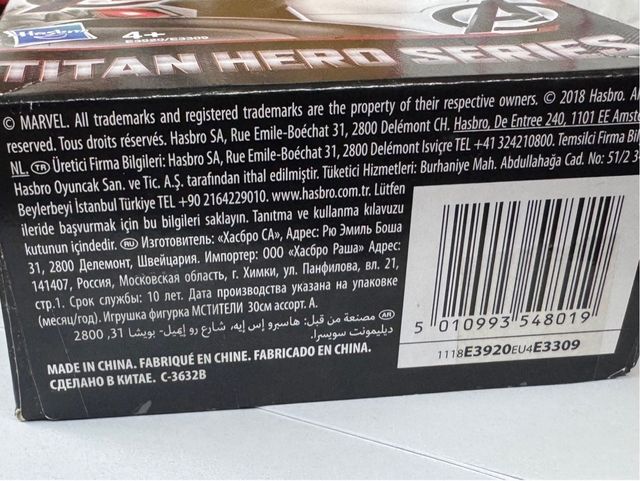 Hasbro
4+
E3920/E3309
TITAN HERO SERIES
© MARVEL. All trademarks and registered trademarks are the property of their respective owners. © 2018 Hasbro. All
reserved. Tous droits réservés. Hasbro SA, Rue Emile-Boéchat 31, 2800 Delémont CH. Hasbro, De Entree 240, 1101 EE Amste
NL. TR Üretici Firma Bilgileri: Hasbro SA, Rue Emile-Boéchat 31, 2800 Delémont İsviçre TEL +41 324210800. Temsilci Firma Bil
Hasbro Oyuncak San. ve Tic. A.Ş. tarafından ithal edilmiştir. Tüketici Hizmetleri: Burhaniye Mah. Abdullahağa Cad. No: 51/2 3
Beylerbeyi İstanbul Türkiye TEL +90 2164229010. www.hasbro.com.tr. Lütfen
ileride başvurmak için bu bilgileri saklayın. Tanıtma ve kullanma kılavuzu
kutunun içindedir. RU Изготовитель: «Хасбро СА», Адрес: Рю Эмиль Боша
31, 2800 Делемонт, Швейцария. Импортер: ООО «Хасбро Раша» Адрес:
141407, Россия, Московская область, г. Химки, ул. Панфилова, вл. 21,
стр.1. Срок службы: 10 лет. Дата производства указана на упаковке
(месяц/год). Игрушка фигурка МСТИТЕЛИ 30см ассорт. А.
AR مصنعة من قبل: هاسبرو إس إيه، شارع رو إميل- بويشا 31, 2800
ديليمونت سويسرا.
MADE IN CHINA. FABRIQUÉ EN CHINE. FABRICADO EN CHINA.
СДЕЛАНО В КИТАЕ. C-3632B
5 010993 548019
1118E3920EU4E3309